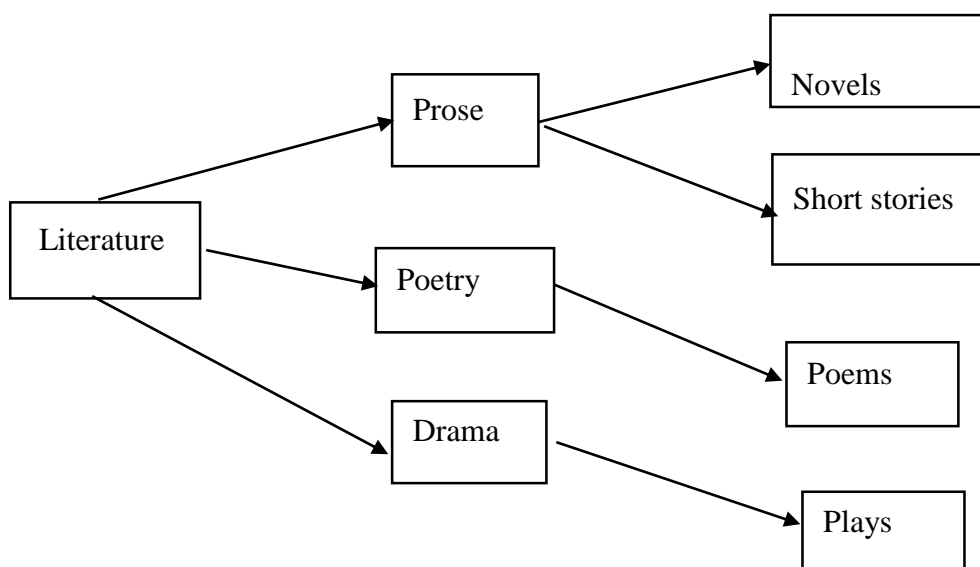 Literature
Prose
Novels
Short stories
Poetry
Poems
Drama
Plays